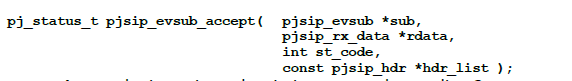 pj_status_t pjsip_evsub_accept( pjsip_evsub *sub,
pjsip_rx_data *rdata,
int st_code,
const pjsip_hdr *hdr_list );